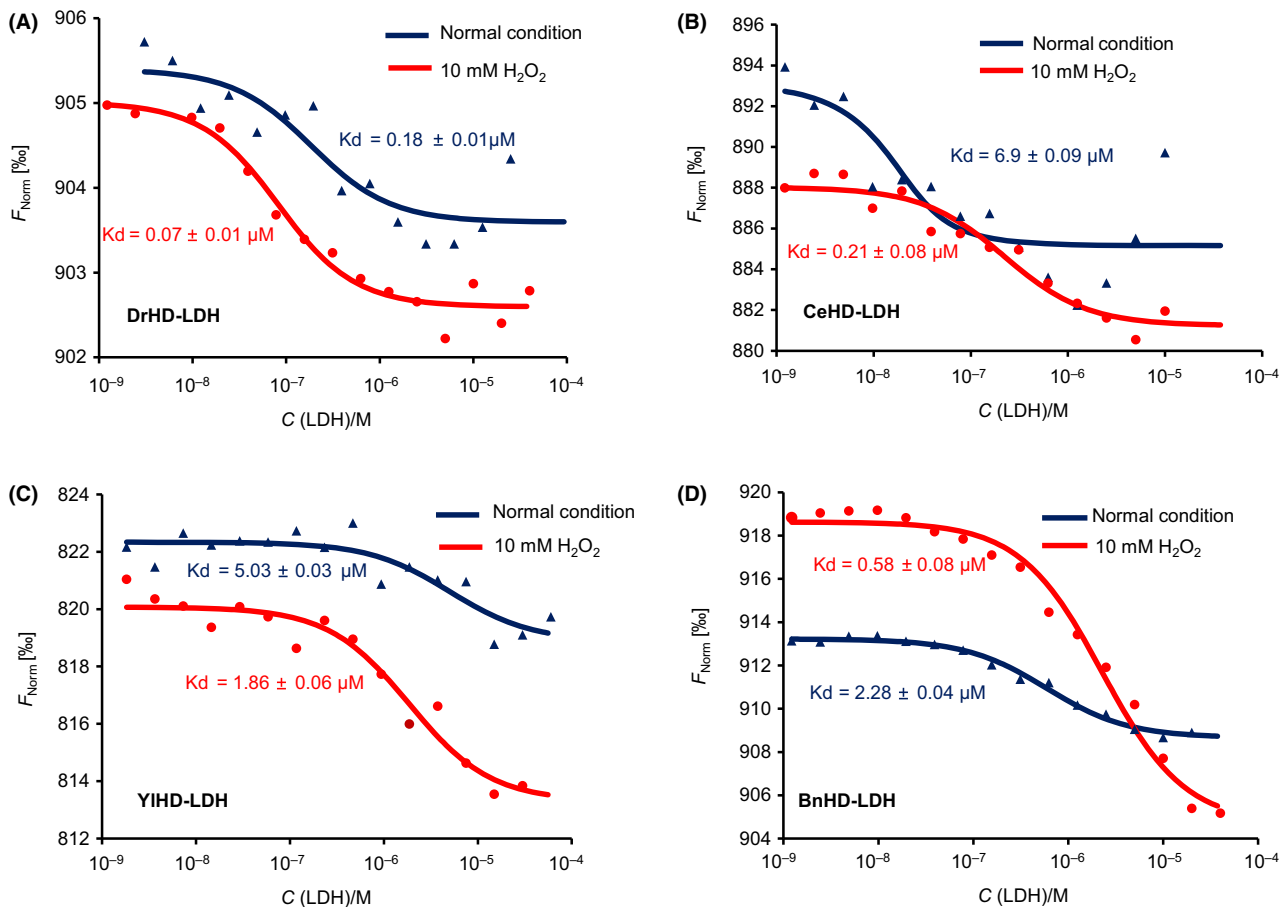 (A)
906
905
904
903
902
F_Norm [‰]
Normal condition
10 mM H₂O₂
Kd = 0.18 ± 0.01µM
Kd = 0.07 ± 0.01 µM
DrHD-LDH
10⁻⁹ 10⁻⁸ 10⁻⁷ 10⁻⁶ 10⁻⁵ 10⁻⁴
C (LDH)/M
(B)
896
894
892
890
888
886
884
882
880
F_Norm [‰]
Normal condition
10 mM H₂O₂
Kd = 6.9 ± 0.09 µM
Kd = 0.21 ± 0.08 µM
CeHD-LDH
10⁻⁹ 10⁻⁸ 10⁻⁷ 10⁻⁶ 10⁻⁵ 10⁻⁴
C (LDH)/M
(C)
824
822
820
818
816
814
812
F_Norm [‰]
Normal condition
10 mM H₂O₂
Kd = 5.03 ± 0.03 µM
Kd = 1.86 ± 0.06 µM
YlHD-LDH
10⁻⁹ 10⁻⁸ 10⁻⁷ 10⁻⁶ 10⁻⁵ 10⁻⁴
C (LDH)/M
(D)
920
918
916
914
912
910
908
906
904
F_Norm [‰]
Normal condition
10 mM H₂O₂
Kd = 0.58 ± 0.08 µM
Kd = 2.28 ± 0.04 µM
BnHD-LDH
10⁻⁹ 10⁻⁸ 10⁻⁷ 10⁻⁶ 10⁻⁵ 10⁻⁴
C (LDH)/M